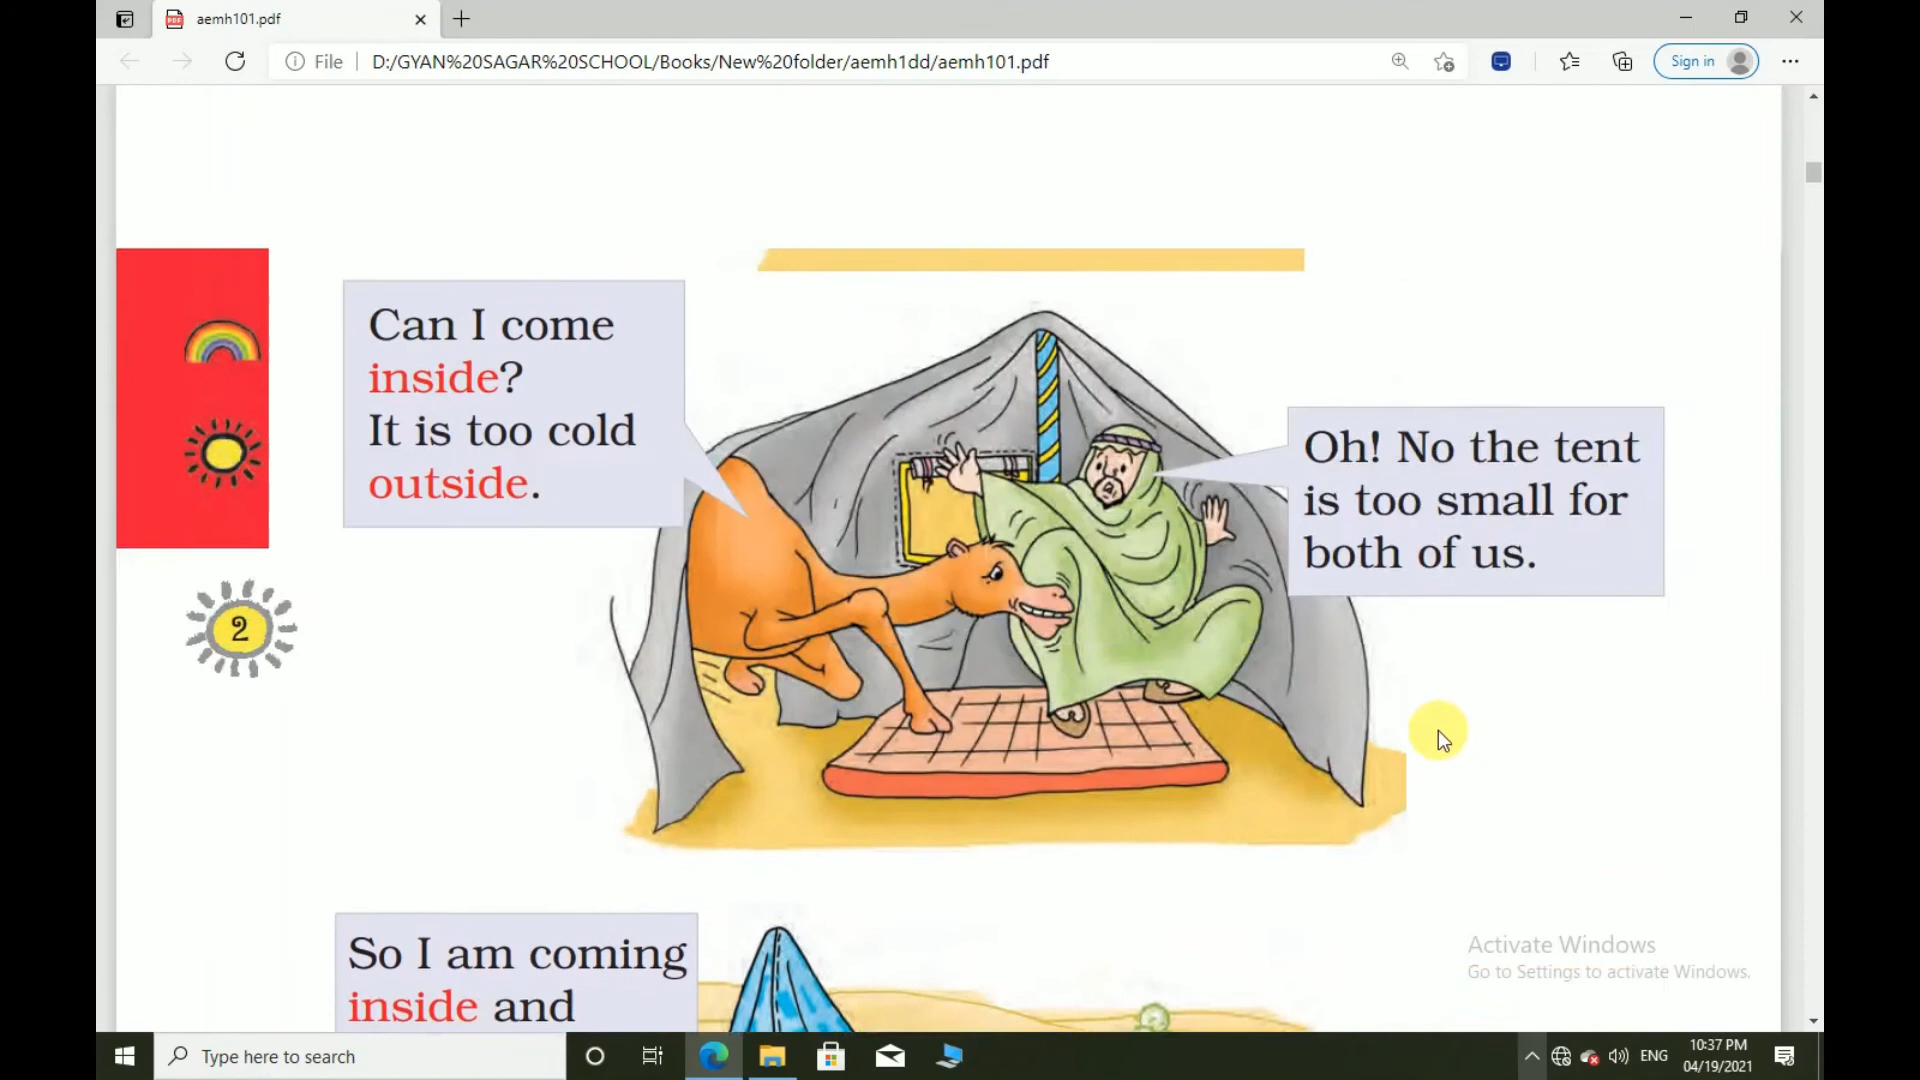 aemh101.pdf
File
D:/GYAN%20SAGAR%20SCHOOL/Books/New%20folder/aemh1dd/aemh101.pdf
Sign in
Can I come
inside?
It is too cold
outside.
Oh! No the tent
is too small for
both of us.
2
So I am coming
inside and
Activate Windows
Go to Settings to activate Windows.
Type here to search
ENG
10:37 PM
04/19/2021